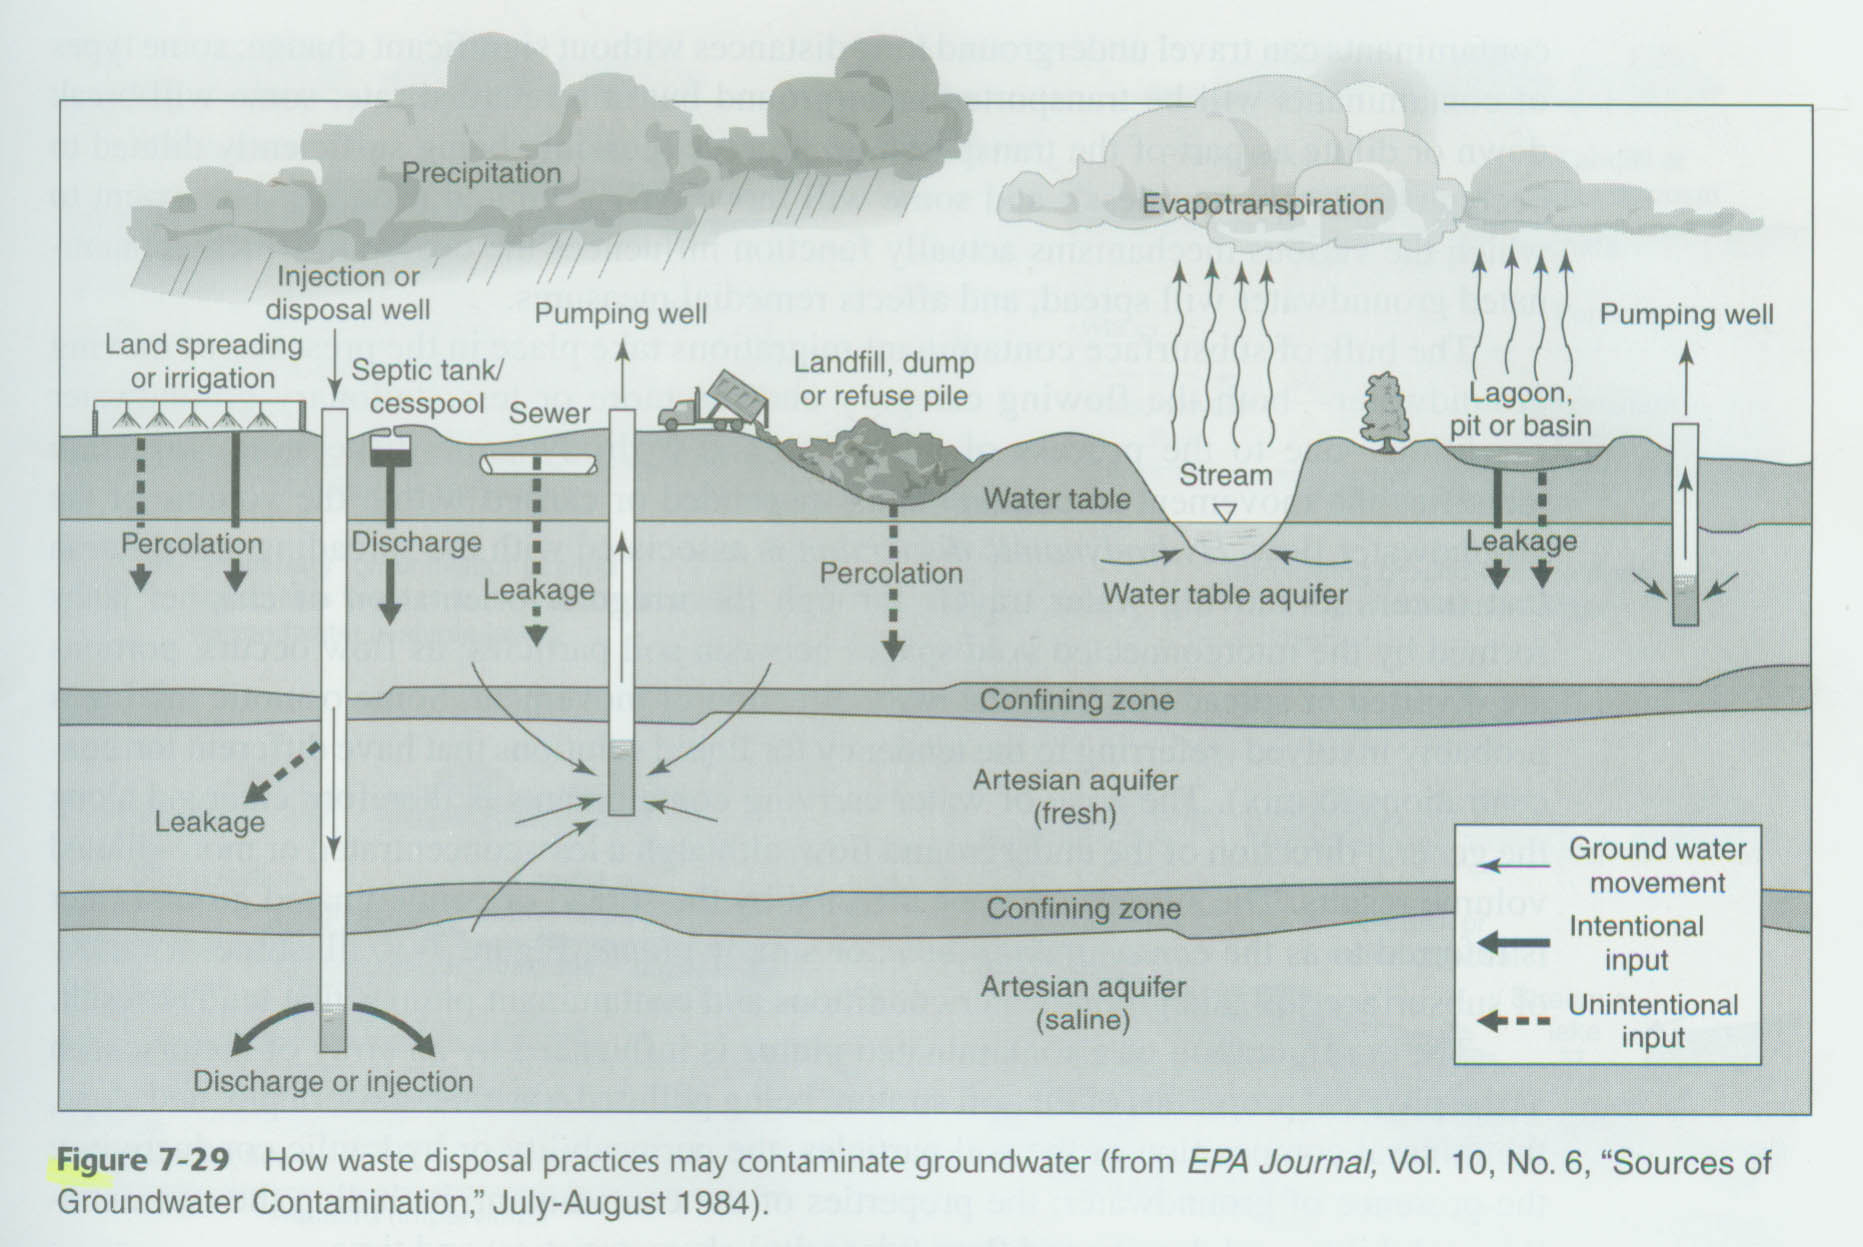 Precipitation
Evapotranspiration
Injection or
disposal well
Pumping well
Pumping well
Land spreading
or irrigation
Septic tank/
cesspool
Sewer
Landfill, dump
or refuse pile
Lagoon,
pit or basin
Stream
Water table
Percolation
Discharge
Leakage
Percolation
Leakage
Water table aquifer
Confining zone
Artesian aquifer
(fresh)
Leakage
Confining zone
Artesian aquifer
(saline)
Discharge or injection
Ground water
movement
Intentional
input
Unintentional
input
Figure 7-29 How waste disposal practices may contaminate groundwater (from EPA Journal, Vol. 10, No. 6, “Sources of
Groundwater Contamination,” July-August 1984).